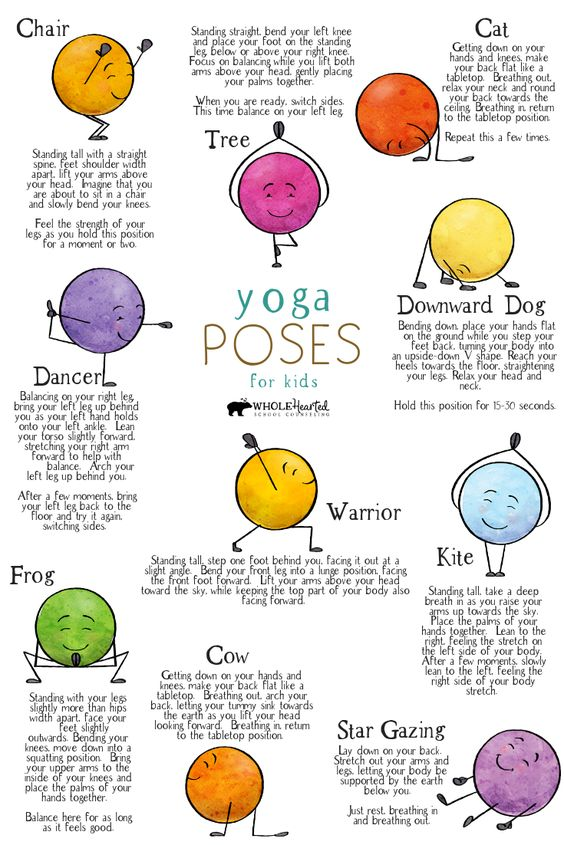 Chair
Standing tall with a straight
spine, feet shoulder width
apart, lift your arms above
your head. Imagine that you
are about to sit in a chair
and slowly bend your knees.
Feel the strength of your
legs as you hold this position
for a moment or two.
Standing straight, bend your left knee
and place your foot on the standing
leg, below or above your right knee.
Focus on balancing while you lift both
arms above your head, gently placing
your palms together.
When you are ready, switch sides.
This time balance on your left leg.
Tree
Cat
Getting down on your
hands and knees, make
your back flat like a
tabletop. Breathing out,
relax your neck and round
your back towards the
ceiling. Breathing in, return
to the tabletop position.
Repeat this a few times.
yoga
POSES
for kids
WHOLEHearted
SCHOOL COUNSELING
Dancer
Balancing on your right leg,
bring your left leg up behind
you as your left hand holds
onto your left ankle. Lean
your torso slightly forward,
stretching your right arm
forward to help with
balance. Arch your
left leg up behind you.
After a few moments, bring
your left leg back to the
floor and try it again,
switching sides.
Downward Dog
Bending down, place your hands flat
on the ground while you step your
feet back, turning your body into
an upside-down V shape. Reach your
heels towards the floor, straightening
your legs. Relax your head and
neck.
Hold this position for 15-30 seconds.
Warrior
Standing tall, step one foot behind you, facing it out at a
slight angle. Bend your front leg into a lunge position, facing
the front foot forward. Lift your arms above your head
toward the sky, while keeping the top part of your body also
facing forward.
Kite
Standing tall, take a deep
breath in as you raise your
arms up towards the sky.
Place the palms of your
hands together. Lean to the
right, feeling the stretch on
the left side of your body.
After a few moments, slowly
lean to the left, feeling the
right side of your body
stretch.
Frog
Standing with your legs
slightly more than hips
width apart, face your
feet slightly
outwards. Bending your
knees, move down into a
squatting position. Bring
your upper arms to the
inside of your knees and
place the palms of your
hands together.
Balance here for as long
as it feels good.
Cow
Getting down on your hands and
knees, make your back flat like a
tabletop. Breathing out, arch your
back, letting your tummy sink towards
the earth as you lift your head
looking forward. Breathing in, return
to the tabletop position.
Star Gazing
Lay down on your back.
Stretch out your arms and
legs, letting your body be
supported by the earth
below you.
Just rest, breathing in
and breathing out.